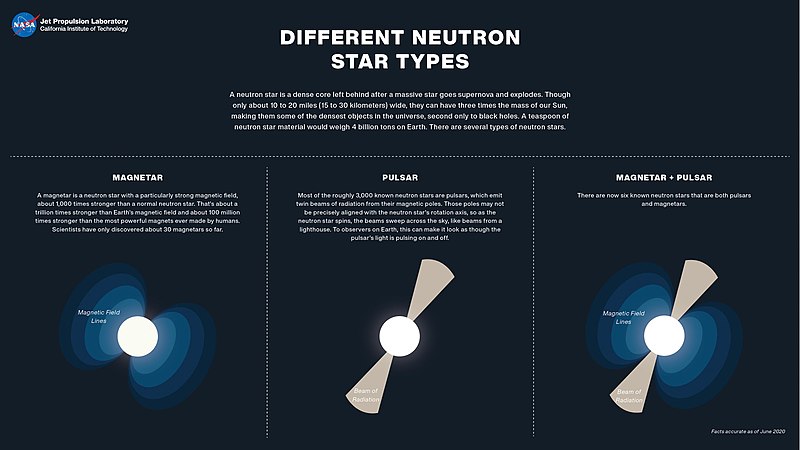 NASA
Jet Propulsion Laboratory
California Institute of Technology
DIFFERENT NEUTRON
STAR TYPES
A neutron star is a dense core left behind after a massive star goes supernova and explodes. Though
only about 10 to 20 miles (15 to 30 kilometers) wide, they can have three times the mass of our Sun,
making them some of the densest objects in the universe, second only to black holes. A teaspoon of
neutron star material would weigh 4 billion tons on Earth. There are several types of neutron stars.
MAGNETAR
A magnetar is a neutron star with a particularly strong magnetic field,
about 1,000 times stronger than a normal neutron star. That's about a
trillion times stronger than Earth's magnetic field and about 100 million
times stronger than the most powerful magnets ever made by humans.
Scientists have only discovered about 30 magnetars so far.
Magnetic Field
Lines
PULSAR
Most of the roughly 3,000 known neutron stars are pulsars, which emit
twin beams of radiation from their magnetic poles. Those poles may not
be precisely aligned with the neutron star's rotation axis, so as the
neutron star spins, the beams sweep across the sky, like beams from a
lighthouse. To observers on Earth, this can make it look as though the
pulsar's light is pulsing on and off.
Beam of
Radiation
MAGNETAR + PULSAR
There are now six known neutron stars that are both pulsars
and magnetars.
Magnetic Field
Lines
Beam of
Radiation
Facts accurate as of June 2020